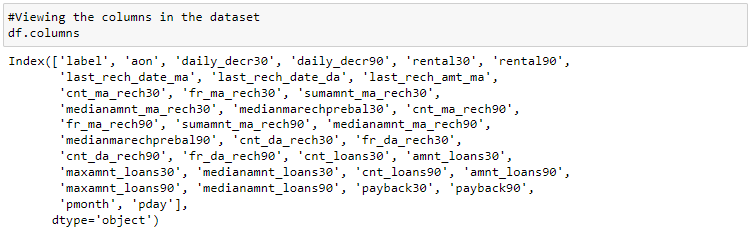 #Viewing the columns in the dataset
df.columns
Index(['label', 'aon', 'daily_decr30', 'daily_decr90', 'rental30', 'rental90',
'last_rech_date_ma', 'last_rech_date_da', 'last_rech_amt_ma',
'cnt_ma_rech30', 'fr_ma_rech30', 'sumamnt_ma_rech30',
'medianamnt_ma_rech30', 'medianmarechprebal30', 'cnt_ma_rech90',
'fr_ma_rech90', 'sumamnt_ma_rech90', 'medianamnt_ma_rech90',
'medianmarechprebal90', 'cnt_da_rech30', 'fr_da_rech30',
'cnt_da_rech90', 'fr_da_rech90', 'cnt_loans30', 'amnt_loans30',
'maxamnt_loans30', 'medianamnt_loans30', 'cnt_loans90', 'amnt_loans90',
'maxamnt_loans90', 'medianamnt_loans90', 'payback30', 'payback90',
'pmonth', 'pday'],
dtype='object')